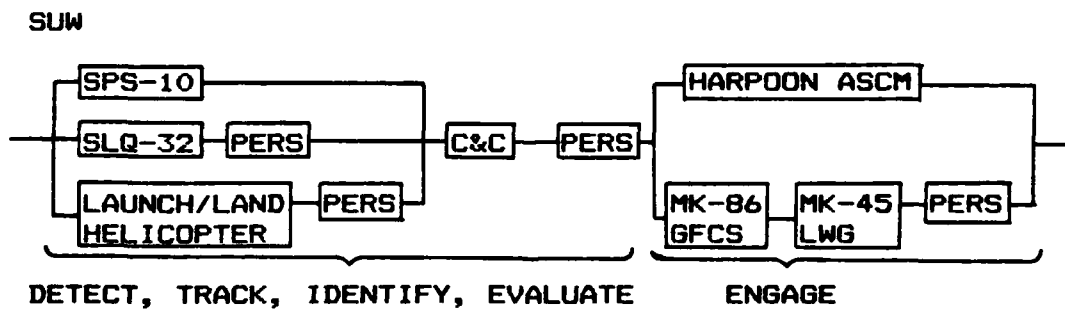 SUW
SPS-10
HARPOON ASCM
SLQ-32 PERS C&C PERS
LAUNCH/LAND HELICOPTER PERS
MK-86 GFCS MK-45 LWG PERS
DETECT, TRACK, IDENTIFY, EVALUATE ENGAGE